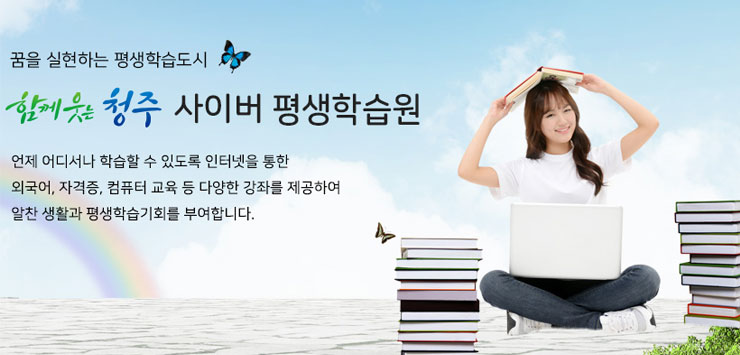 꿈을 실현하는 평생학습도시
함께웃는 청주 사이버 평생학습원
언제 어디서나 학습할 수 있도록 인터넷을 통한
외국어, 자격증, 컴퓨터 교육 등 다양한 강좌를 제공하여
알찬 생활과 평생학습기회를 부여합니다.